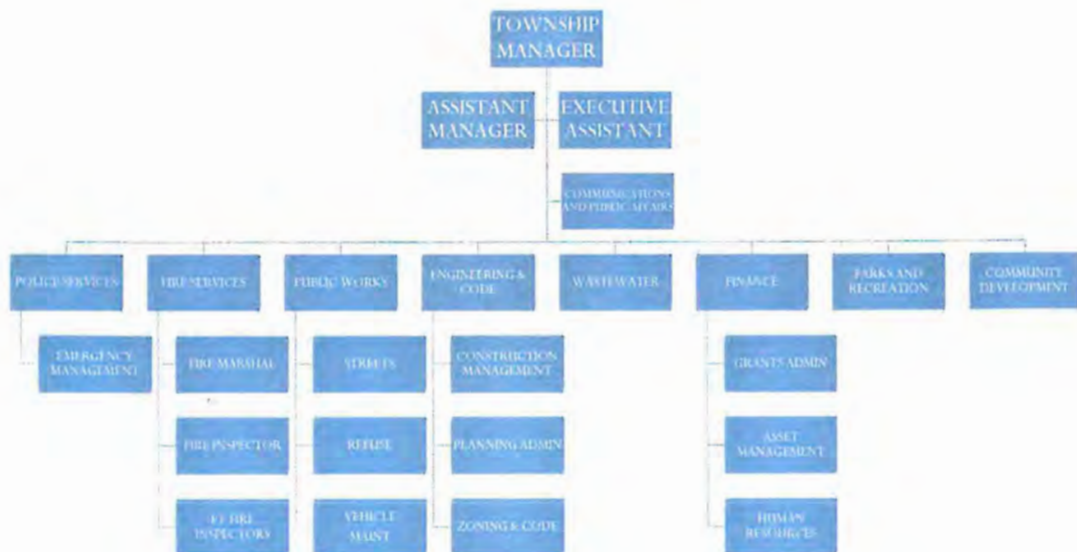 TOWNSHIP
MANAGER
ASSISTANT
MANAGER
EXECUTIVE
ASSISTANT
COMMUNICATIONS
AND PUBLIC AFFAIRS
POLICE SERVICES
FIRE SERVICES
PUBLIC WORKS
ENGINEERING &
CODE
WASTEWATER
FINANCE
PARKS AND
RECREATION
COMMUNITY
DEVELOPMENT
EMERGENCY
MANAGEMENT
FIRE MARSHAL
STREETS
CONSTRUCTION
MANAGEMENT
GRANTS ADMIN
FIRE INSPECTOR
REFUSE
PLANNING ADMIN
ASSET
MANAGEMENT
FIRE
INSPECTORS
VEHICLE
MAINT
ZONING & CODE
HUMAN
RESOURCES